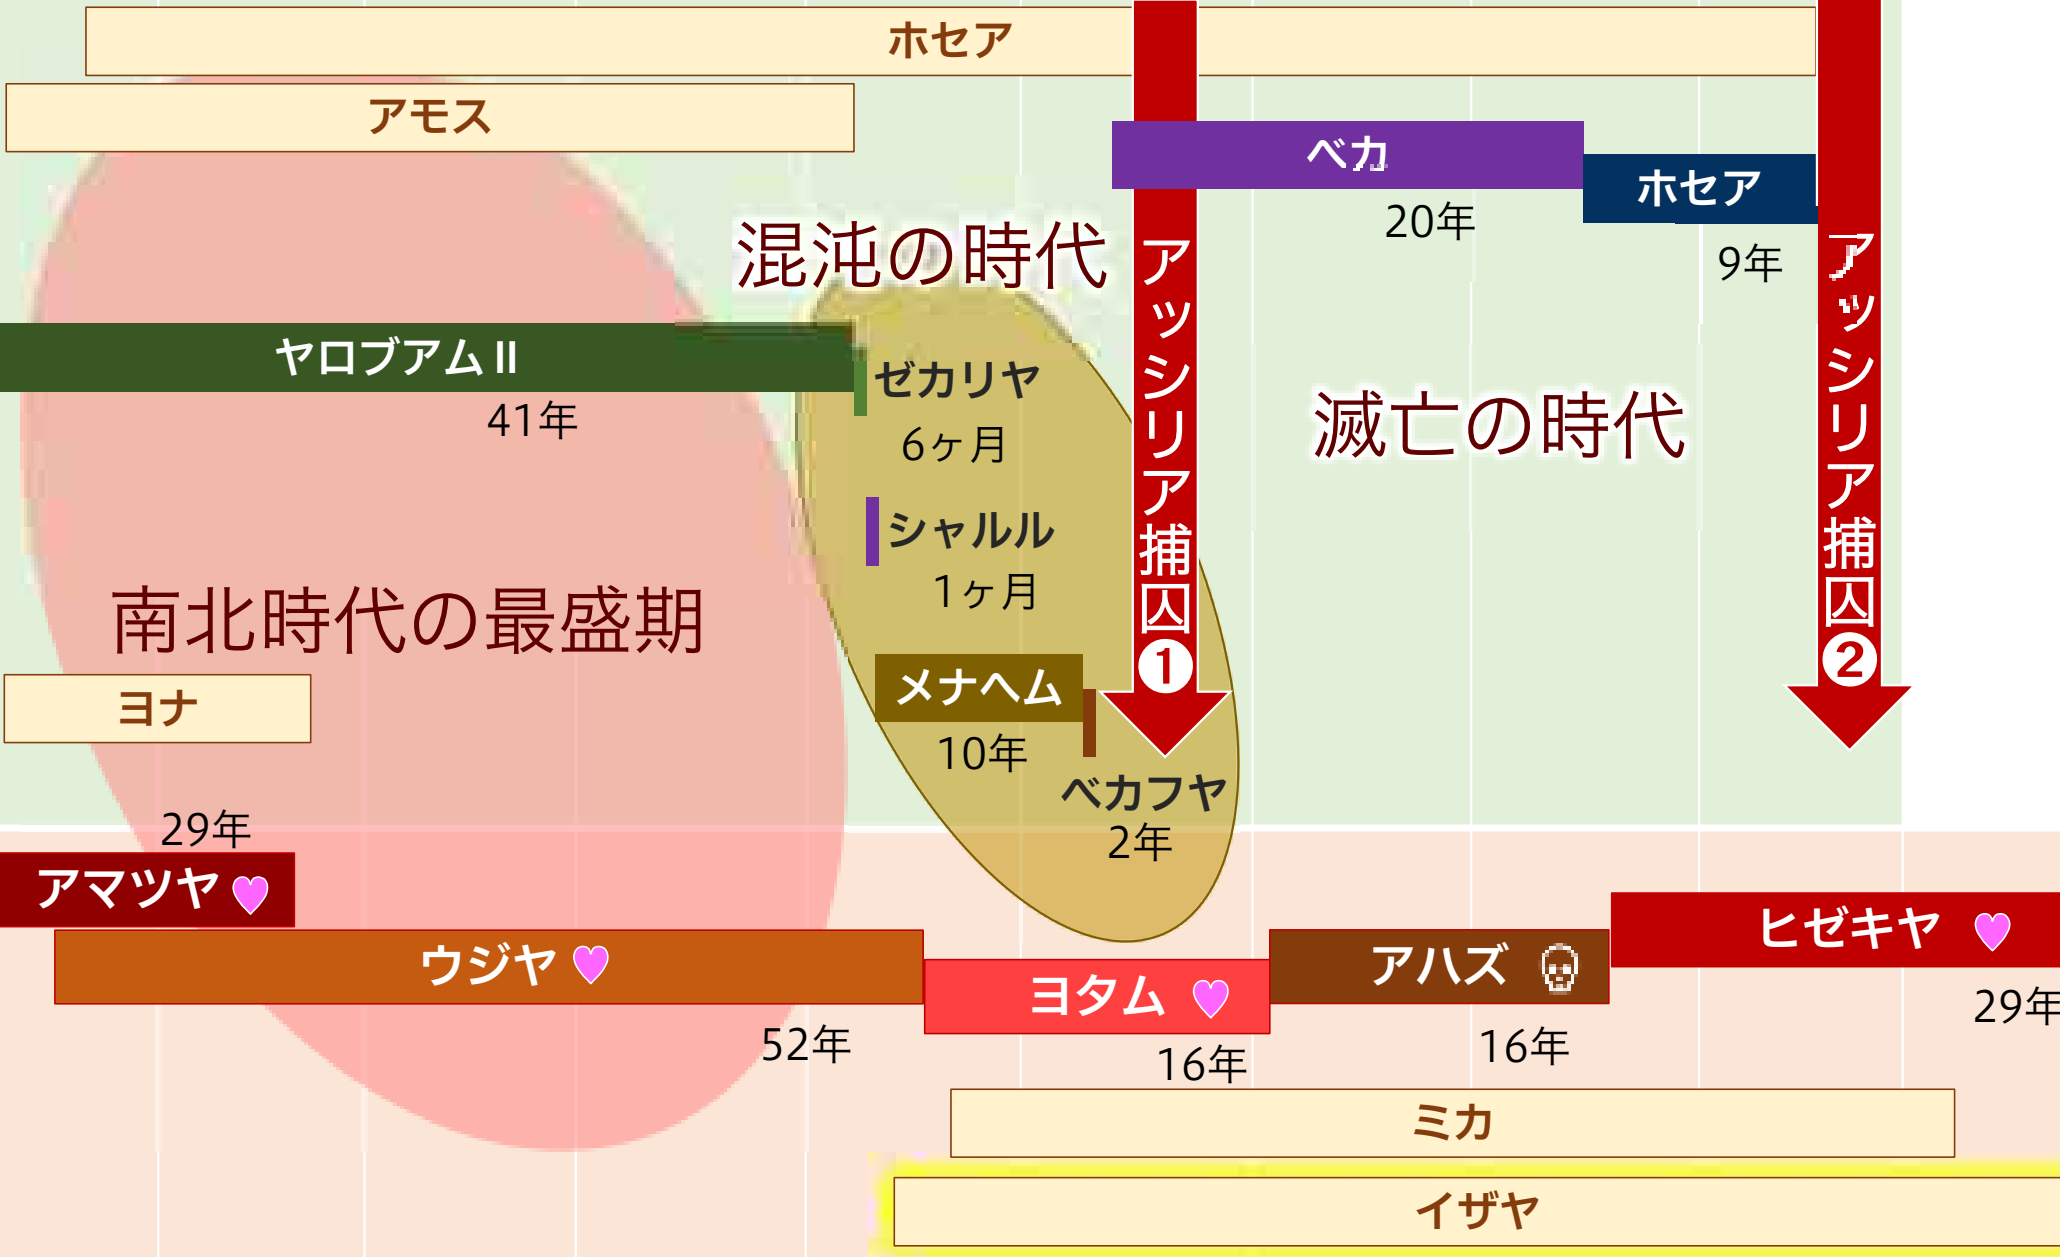 ホセア
アモス
ペカ
20年
ホセア
9年
混沌の時代
アッシリア捕囚❶
アッシリア捕囚❷
ヤロブアムⅡ
41年
ゼカリヤ
6ヶ月
滅亡の時代
シャルル
1ヶ月
南北時代の最盛期
メナヘム
10年
ヨナ
ペカフヤ
2年
29年
アマツヤ
ウジヤ
52年
ヨタム
16年
アハズ
16年
ヒゼキヤ
29年
ミカ
イザヤ